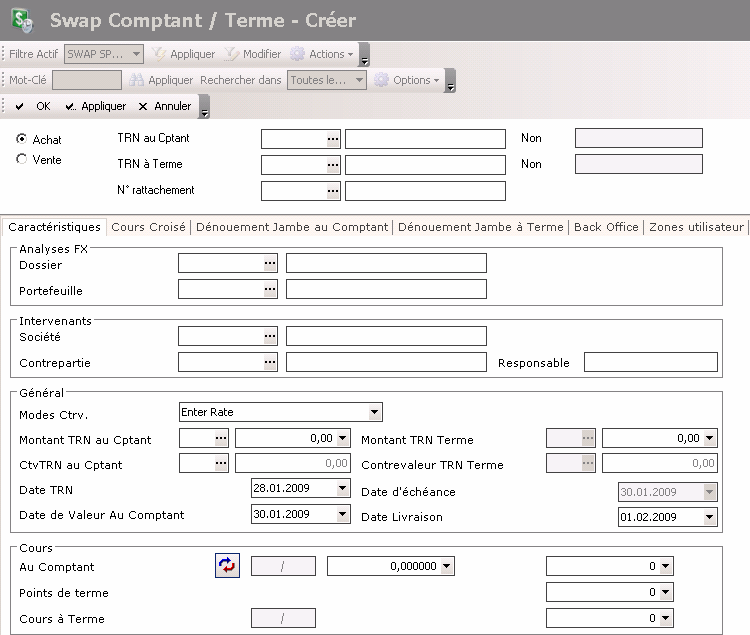 Swap Comptant / Terme - Créer
Filtre Actif SWAP SP... Appliquer Modifier Actions
Mot-Clé Appliquer Rechercher dans Toutes le... Options
OK Appliquer Annuler
Achat TRN au Cptant ... Non
Vente TRN à Terme ... Non
N° rattachement ...
Caractéristiques Cours Croisé Dénouement Jambe au Comptant Dénouement Jambe à Terme Back Office Zones utilisateur
Analyses FX
Dossier ...
Portefeuille ...
Intervenants
Société ...
Contrepartie ... Responsable
Général
Modes Ctrv. Enter Rate
Montant TRN au Cptant ... 0,00 Montant TRN Terme ... 0,00
CtvTRN au Cptant ... 0,00 Contrevaleur TRN Terme ... 0,00
Date TRN 28.01.2009 Date d'échéance 30.01.2009
Date de Valeur Au Comptant 30.01.2009 Date Livraison 01.02.2009
Cours
Au Comptant / 0,000000 0
Points de terme 0
Cours à Terme / 0